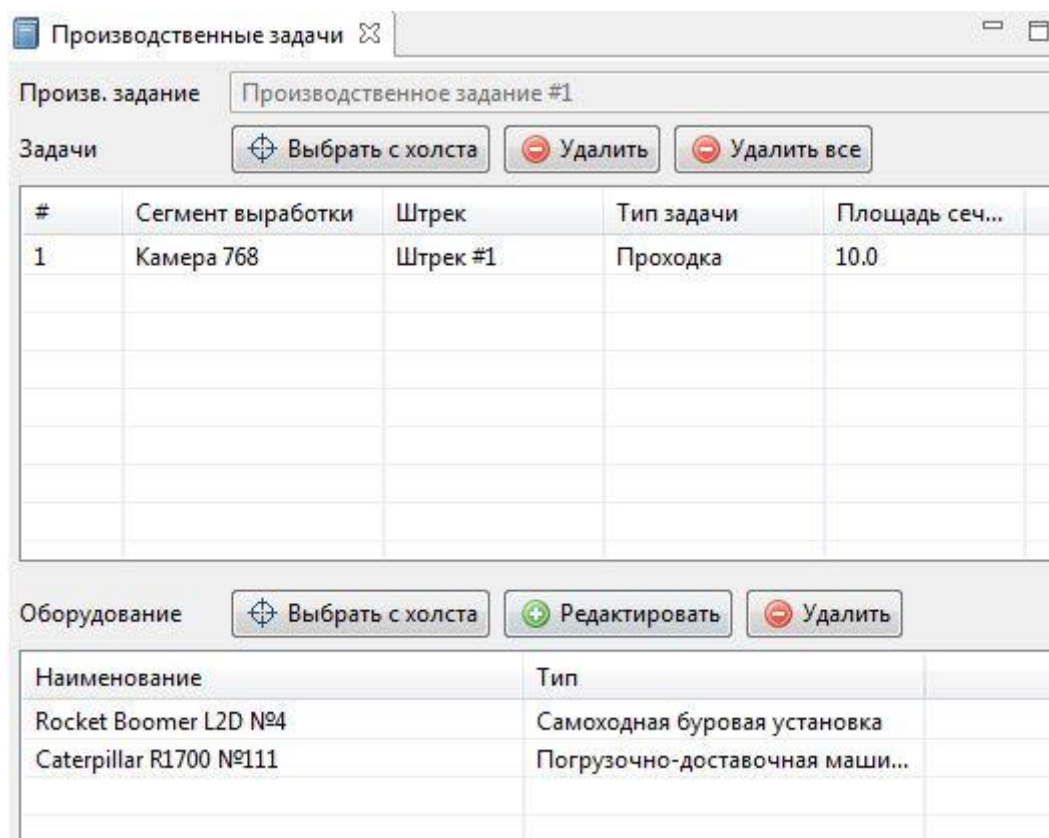 Производственные задачи
Произв. задание Производственное задание #1
Задачи Выбрать с холста Удалить Удалить все
# Сегмент выработки Штрек Тип задачи Площадь сеч...
1 Камера 768 Штрек #1 Проходка 10.0
Оборудование Выбрать с холста Редактировать Удалить
Наименование Тип
Rocket Boomer L2D №4 Самоходная буровая установка
Caterpillar R1700 №111 Погрузочно-доставочная маши...